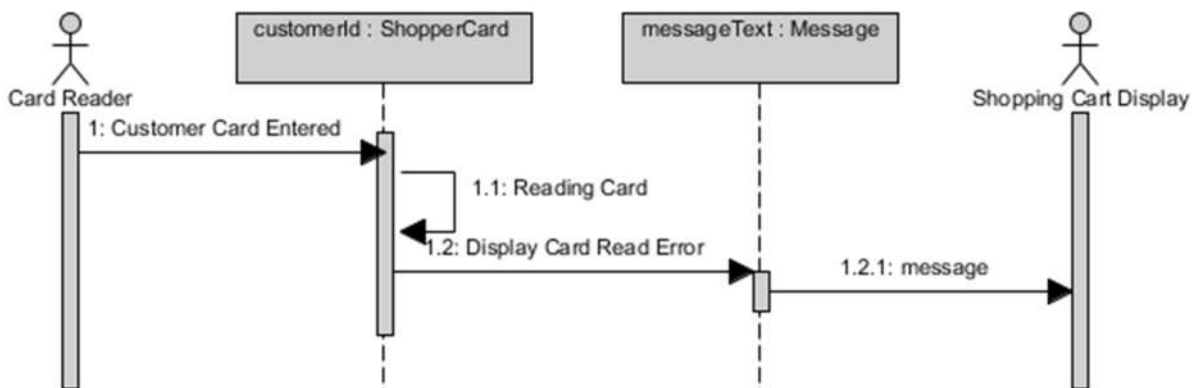 customerId : ShopperCard
messageText : Message
Card Reader
Shopping Cart Display
1: Customer Card Entered
1.1: Reading Card
1.2: Display Card Read Error
1.2.1: message